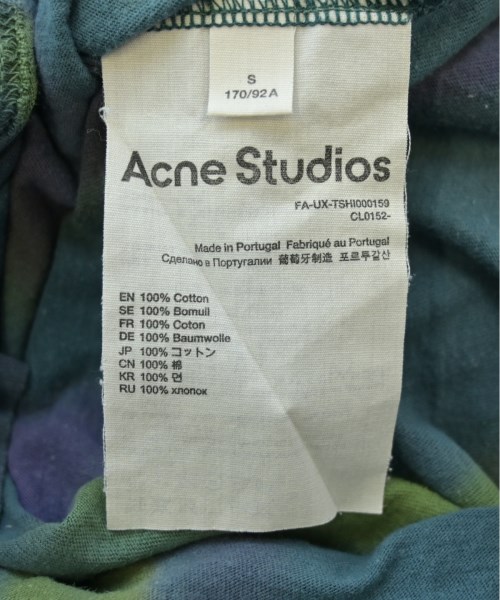 S
170/92A
Acne Studios
FA-UX-TSHI000159
CL0152-
Made in Portugal Fabriqué au Portugal
Сделано в Португалии 葡萄牙制造 포르투갈산
EN 100% Cotton
SE 100% Bomull
FR 100% Coton
DE 100% Baumwolle
JP 100% コットン
CN 100% 棉
KR 100% 면
RU 100% хлопок